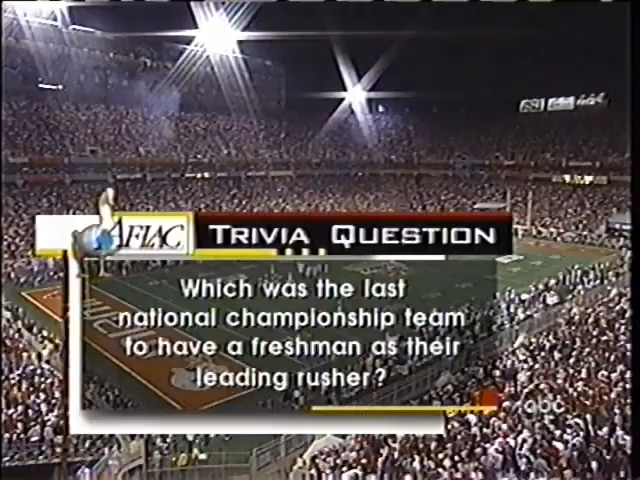 AFLAC
TRIVIA QUESTION
Which was the last
national championship team
to have a freshman as their
leading rusher?
abc